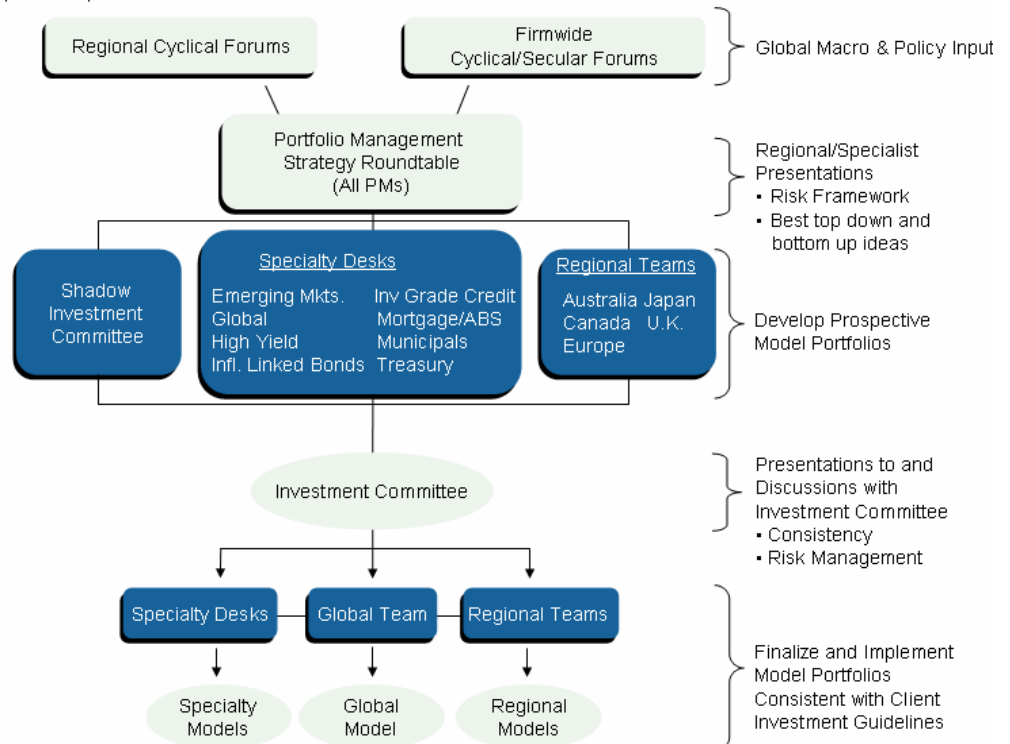 Regional Cyclical Forums
Firmwide
Cyclical/Secular Forums
Global Macro & Policy Input
Portfolio Management
Strategy Roundtable
(All PMs)
Regional/Specialist
Presentations
▪ Risk Framework
▪ Best top down and
bottom up ideas
Shadow
Investment
Committee
Specialty Desks
Emerging Mkts. Inv Grade Credit
Global Mortgage/ABS
High Yield Municipals
Infl. Linked Bonds Treasury
Regional Teams
Australia Japan
Canada U.K.
Europe
Develop Prospective
Model Portfolios
Investment Committee
Presentations to and
Discussions with
Investment Committee
▪ Consistency
▪ Risk Management
Specialty Desks
Global Team
Regional Teams
Specialty
Models
Global
Model
Regional
Models
Finalize and Implement
Model Portfolios
Consistent with Client
Investment Guidelines